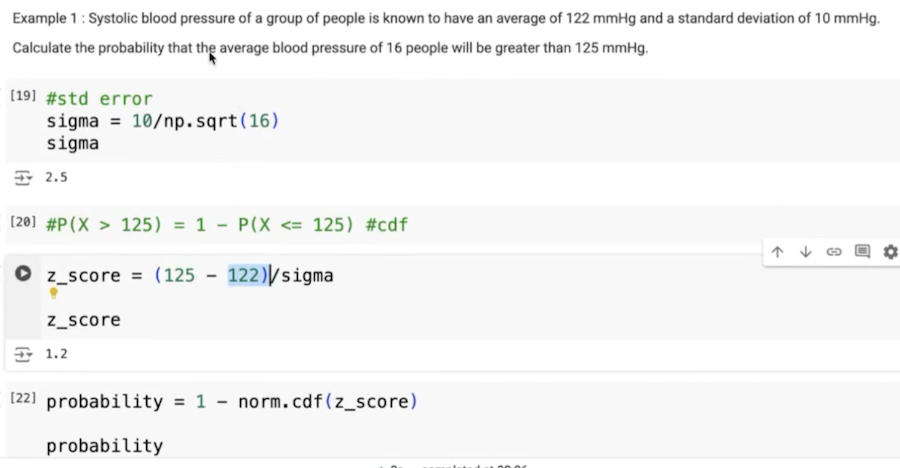 Example 1 : Systolic blood pressure of a group of people is known to have an average of 122 mmHg and a standard deviation of 10 mmHg.
Calculate the probability that the average blood pressure of 16 people will be greater than 125 mmHg.
[19] #std error
sigma = 10/np.sqrt(16)
sigma
2.5
[20] #P(X > 125) = 1 - P(X <= 125) #cdf
z_score = (125 - 122)/sigma
z_score
1.2
[22] probability = 1 - norm.cdf(z_score)
probability